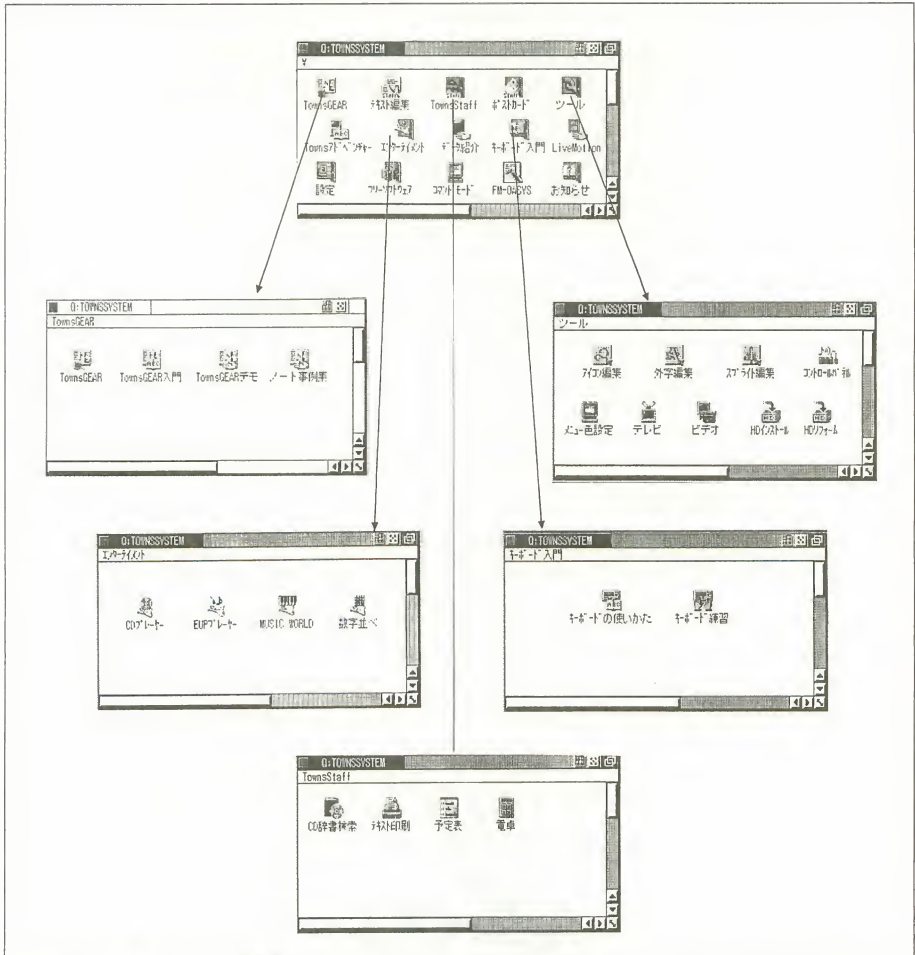 Q:TOWNSSYSTEM
¥
TownsGEAR ﾃｷｽﾄ編集 TownsStaff ﾎﾟｽﾄｶｰﾄﾞ ツール
Townsｱﾄﾞﾍﾞﾝﾁｬｰ ｴﾝﾀｰﾃｲﾒﾝﾄ ﾃﾞｰﾀ紹介 ｷｰﾎﾞｰﾄﾞ入門 LiveMotion
設定 ﾌﾘｰｿﾌﾄｳｪｱ ｺﾏﾝﾄﾞﾓｰﾄﾞ FM-OASYS お知らせ
Q:TOWNSSYSTEM
TownsGEAR
TownsGEAR TownsGEAR入門 TownsGEARデモ ノート事例集
Q:TOWNSSYSTEM
ツール
ｱｲｺﾝ編集 外字編集 ｽﾌﾟﾗｲﾄ編集 ｺﾝﾄﾛｰﾙﾊﾟﾈﾙ
ﾒﾆｭｰ色設定 テレビ ビデオ HDｲﾝｽﾄｰﾙ HDﾘﾌｫｰﾑ
Q:TOWNSSYSTEM
ｴﾝﾀｰﾃｲﾒﾝﾄ
CDﾌﾟﾚｰﾔｰ EUPﾌﾟﾚｰﾔｰ MUSIC WORLD 数字並べ
Q:TOWNSSYSTEM
ｷｰﾎﾞｰﾄﾞ入門
ｷｰﾎﾞｰﾄﾞの使いかた ｷｰﾎﾞｰﾄﾞ練習
Q:TOWNSSYSTEM
TownsStaff
CD辞書検索 ﾃｷｽﾄ印刷 予定表 電卓